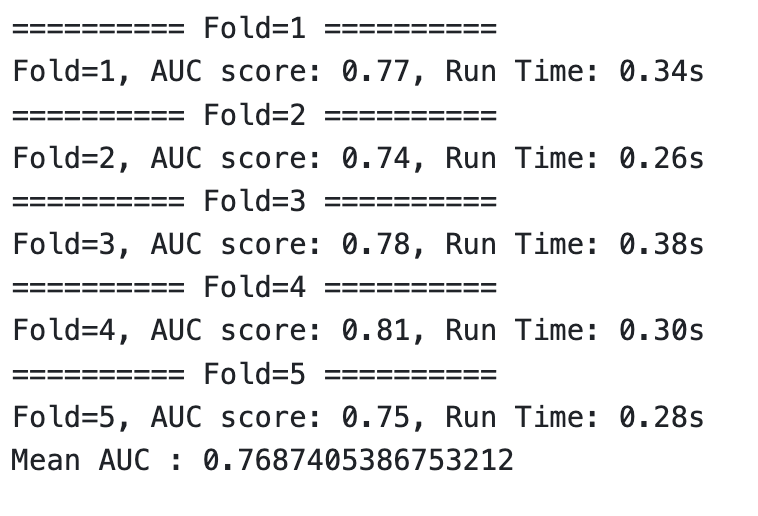 ========== Fold=1 ==========
Fold=1, AUC score: 0.77, Run Time: 0.34s
========== Fold=2 ==========
Fold=2, AUC score: 0.74, Run Time: 0.26s
========== Fold=3 ==========
Fold=3, AUC score: 0.78, Run Time: 0.38s
========== Fold=4 ==========
Fold=4, AUC score: 0.81, Run Time: 0.30s
========== Fold=5 ==========
Fold=5, AUC score: 0.75, Run Time: 0.28s
Mean AUC : 0.7687405386753212